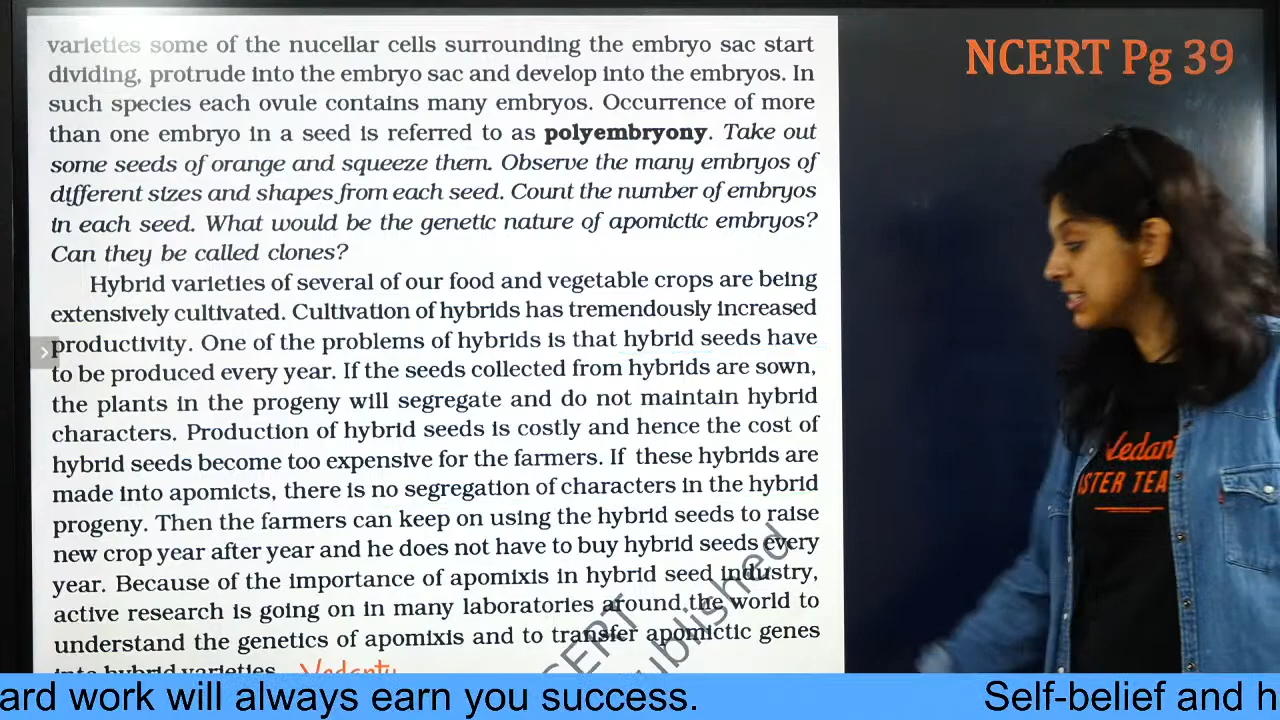 varieties some of the nucellar cells surrounding the embryo sac start
dividing, protrude into the embryo sac and develop into the embryos. In
such species each ovule contains many embryos. Occurrence of more
than one embryo in a seed is referred to as polyembryony. Take out
some seeds of orange and squeeze them. Observe the many embryos of
different sizes and shapes from each seed. Count the number of embryos
in each seed. What would be the genetic nature of apomictic embryos?
Can they be called clones?
Hybrid varieties of several of our food and vegetable crops are being
extensively cultivated. Cultivation of hybrids has tremendously increased
productivity. One of the problems of hybrids is that hybrid seeds have
to be produced every year. If the seeds collected from hybrids are sown,
the plants in the progeny will segregate and do not maintain hybrid
characters. Production of hybrid seeds is costly and hence the cost of
hybrid seeds become too expensive for the farmers. If these hybrids are
made into apomicts, there is no segregation of characters in the hybrid
progeny. Then the farmers can keep on using the hybrid seeds to raise
new crop year after year and he does not have to buy hybrid seeds every
year. Because of the importance of apomixis in hybrid seed industry,
active research is going on in many laboratories around the world to
understand the genetics of apomixis and to transfer apomictic genes
into hybrid varieties.
Vedantu
NCERT Pg 39
Vedant
ASTER TEA
ard work will always earn you success.
Self-belief and h